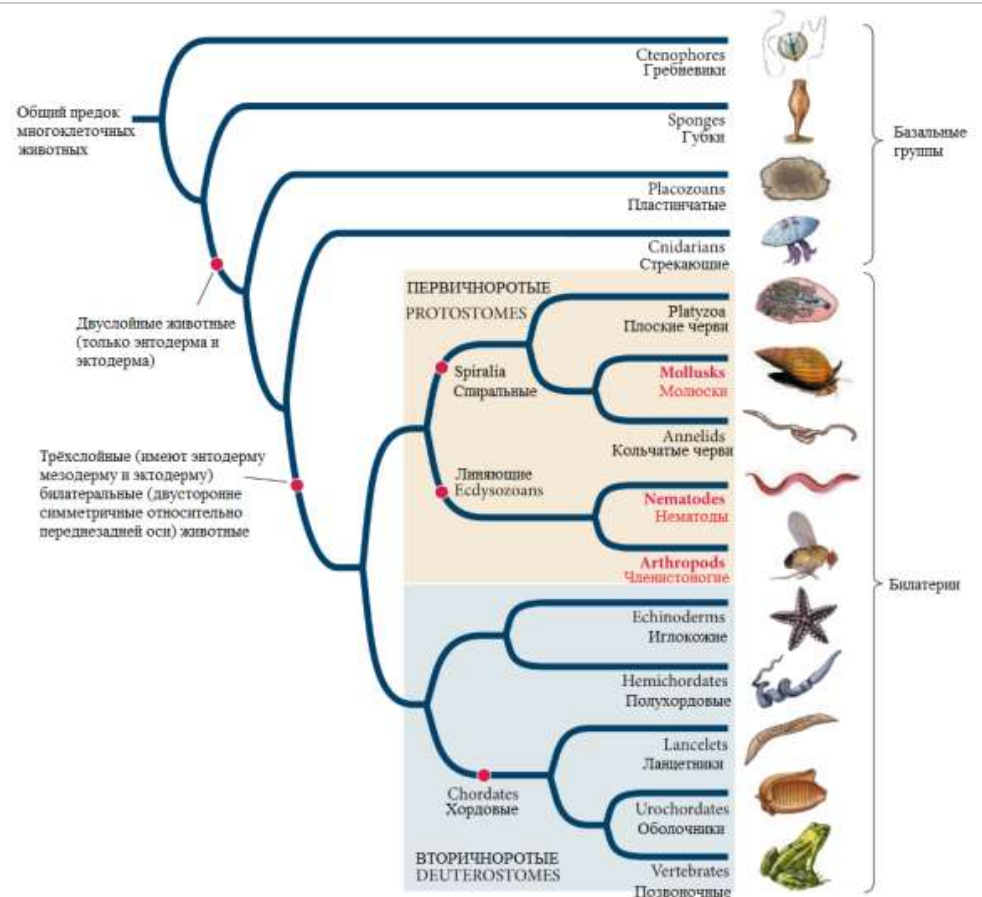 Ctenophores
Гребневики
Общий предок
многоклеточных
животных
Sponges
Губки
Базальные
группы
Placozoans
Пластинчатые
Cnidarians
Стрекающие
ПЕРВИЧНОРОТЫЕ
PROTOSTOMES
Platyzoa
Плоские черви
Двуслойные животные
(только энтодерма и
эктодерма)
Spiralia
Спиральные
Mollusks
Молюски
Annelids
Кольчатые черви
Трёхслойные (имеют энтодерму
мезодерму и эктодерму)
билатеральные (двусторонне
симметричные относительно
переднезадней оси) животные
Линяющие
Ecdysozoans
Nematodes
Нематоды
Arthropods
Членистоногие
Билатерии
Echinoderms
Иглокожие
Hemichordates
Полухордовые
Lancelets
Ланцетники
Chordates
Хордовые
Urochordates
Оболочники
ВТОРИЧНОРОТЫЕ
DEUTEROSTOMES
Vertebrates
Позвоночные